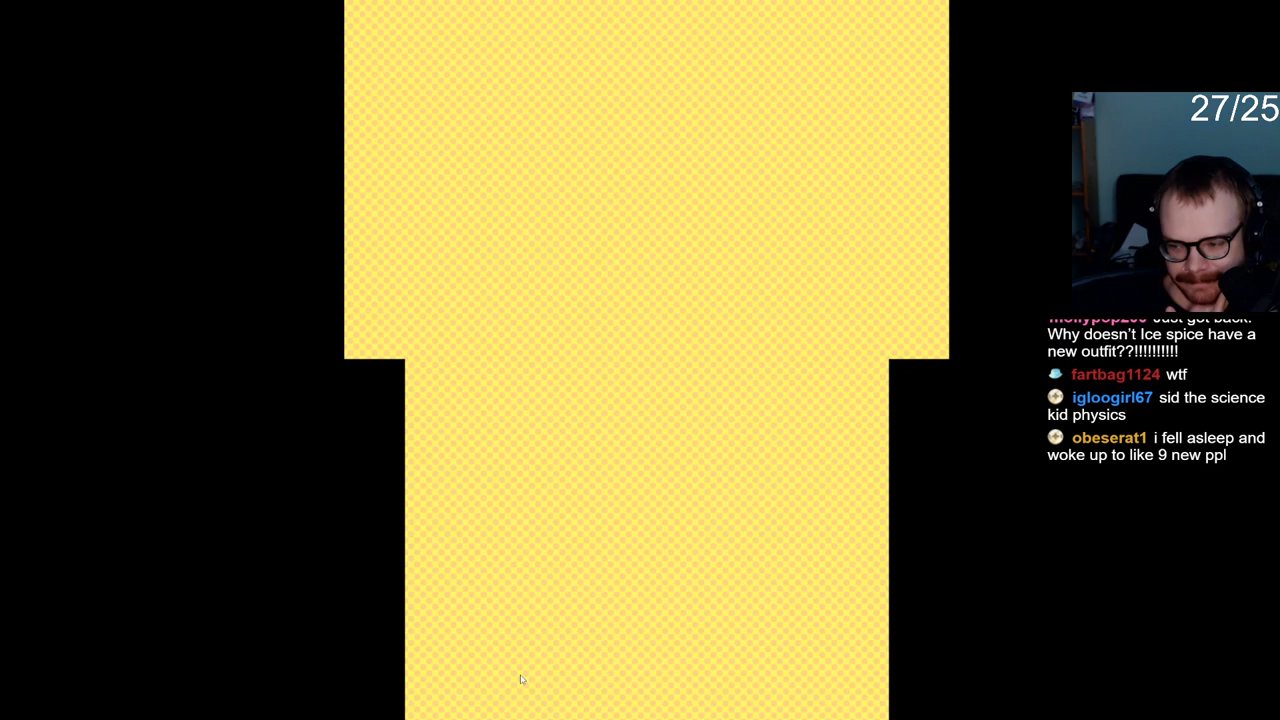 27/25
Why doesn't Ice spice have a
new outfit??!!!!!!!!!!
fartbag1124 wtf
igloogirl67 sid the science
kid physics
obeserat1 i fell asleep and
woke up to like 9 new ppl